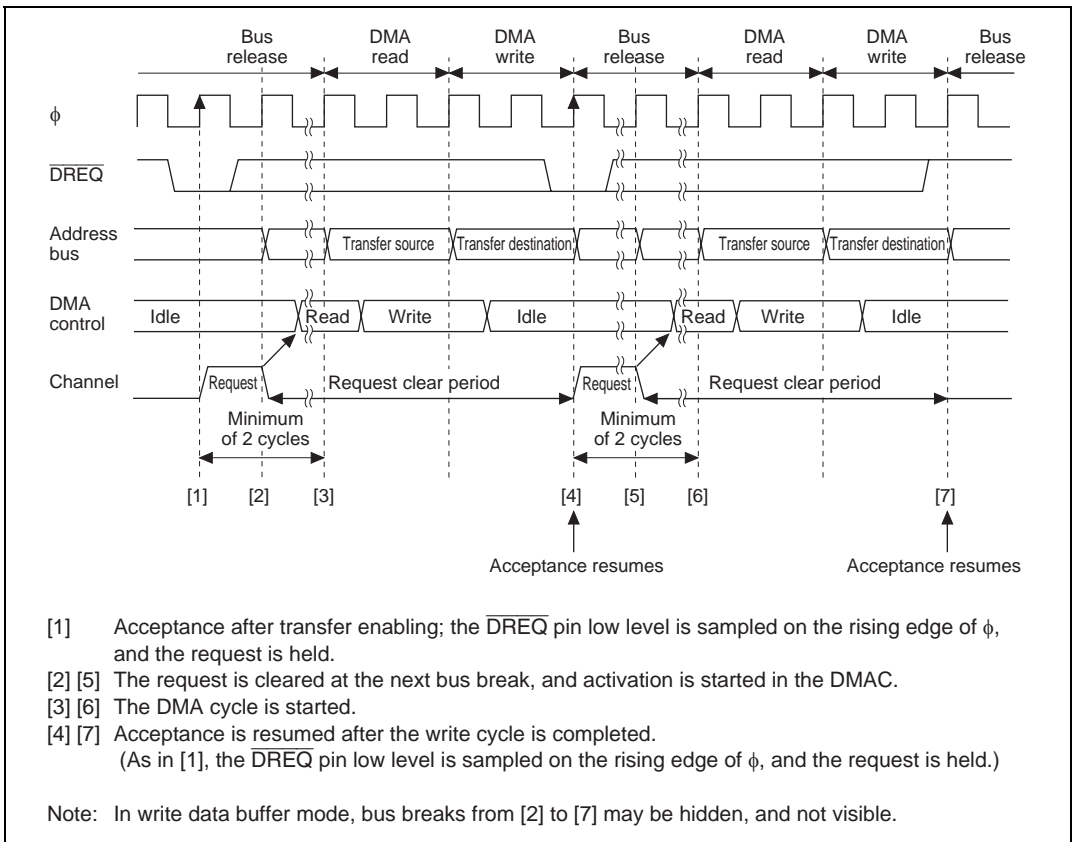 Bus release
DMA read
DMA write
Bus release
DMA read
DMA write
Bus release
ϕ
DREQ
Address bus
Transfer source
Transfer destination
Transfer source
Transfer destination
DMA control
Idle
Read
Write
Idle
Read
Write
Idle
Channel
Request
Request clear period
Request
Request clear period
Minimum of 2 cycles
Minimum of 2 cycles
[1] [2] [3] [4] [5] [6] [7]
Acceptance resumes
Acceptance resumes
[1] Acceptance after transfer enabling; the DREQ pin low level is sampled on the rising edge of ϕ,
and the request is held.
[2] [5] The request is cleared at the next bus break, and activation is started in the DMAC.
[3] [6] The DMA cycle is started.
[4] [7] Acceptance is resumed after the write cycle is completed.
(As in [1], the DREQ pin low level is sampled on the rising edge of ϕ, and the request is held.)
Note: In write data buffer mode, bus breaks from [2] to [7] may be hidden, and not visible.